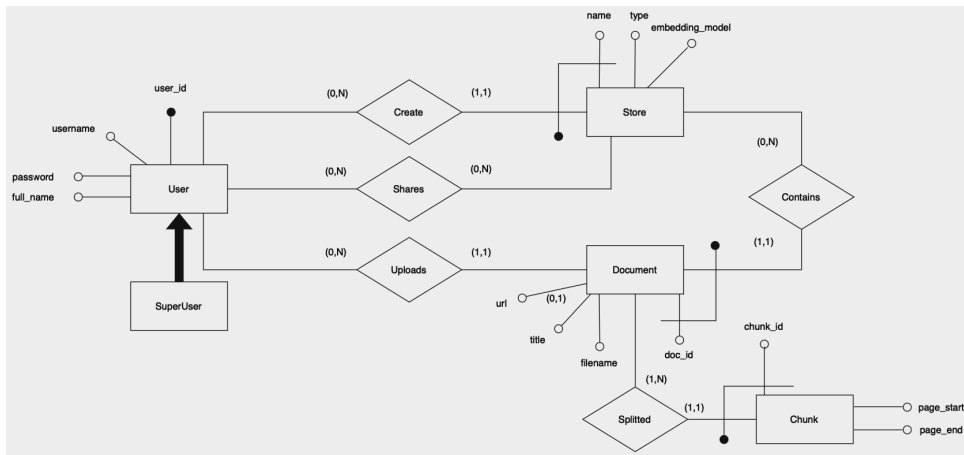 name
type
embedding_model
user_id
(0,N)
Create
(1,1)
Store
username
(0,N)
password
User
(0,N)
Shares
(0,N)
full_name
Contains
(0,N)
Uploads
(1,1)
Document
(1,1)
SuperUser
url
(0,1)
title
filename
doc_id
chunk_id
(1,N)
Splitted
(1,1)
Chunk
page_start
page_end